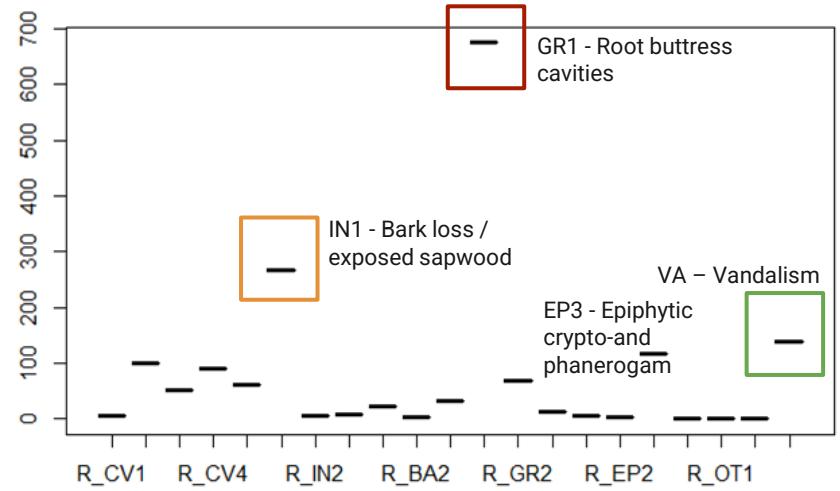 700
600
500
400
300
200
100
0
GR1 - Root buttress
cavities
IN1 - Bark loss /
exposed sapwood
VA – Vandalism
EP3 - Epiphytic
crypto-and
phanerogam
R_CV1 R_CV4 R_IN2 R_BA2 R_GR2 R_EP2 R_OT1